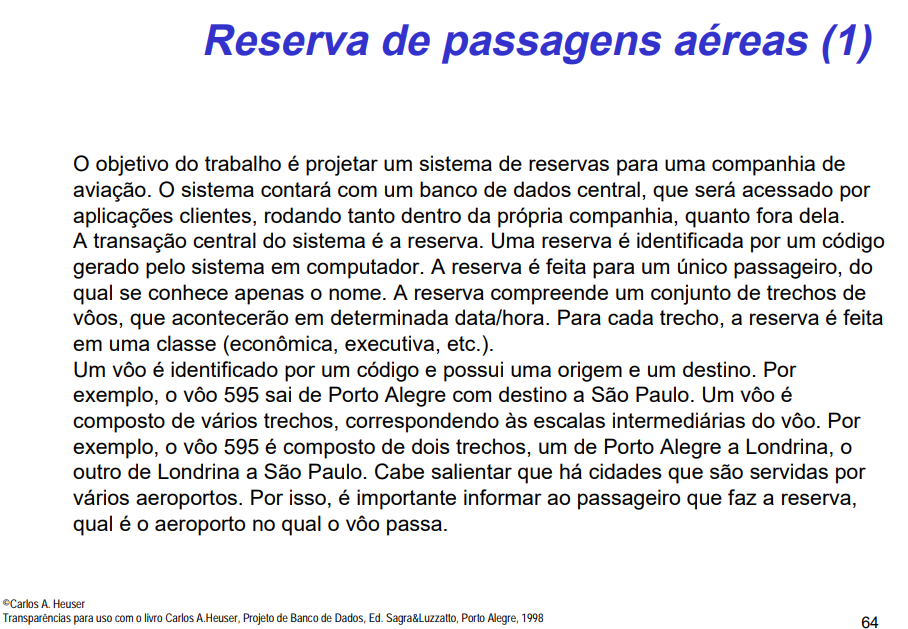 Reserva de passagens aéreas (1)
O objetivo do trabalho é projetar um sistema de reservas para uma companhia de
aviação. O sistema contará com um banco de dados central, que será acessado por
aplicações clientes, rodando tanto dentro da própria companhia, quanto fora dela.
A transação central do sistema é a reserva. Uma reserva é identificada por um código
gerado pelo sistema em computador. A reserva é feita para um único passageiro, do
qual se conhece apenas o nome. A reserva compreende um conjunto de trechos de
vôos, que acontecerão em determinada data/hora. Para cada trecho, a reserva é feita
em uma classe (econômica, executiva, etc.).
Um vôo é identificado por um código e possui uma origem e um destino. Por
exemplo, o vôo 595 sai de Porto Alegre com destino a São Paulo. Um vôo é
composto de vários trechos, correspondendo às escalas intermediárias do vôo. Por
exemplo, o vôo 595 é composto de dois trechos, um de Porto Alegre a Londrina, o
outro de Londrina a São Paulo. Cabe salientar que há cidades que são servidas por
vários aeroportos. Por isso, é importante informar ao passageiro que faz a reserva,
qual é o aeroporto no qual o vôo passa.
©Carlos A. Heuser
Transparências para uso com o livro Carlos A.Heuser, Projeto de Banco de Dados, Ed. Sagra&Luzzatto, Porto Alegre, 1998
64